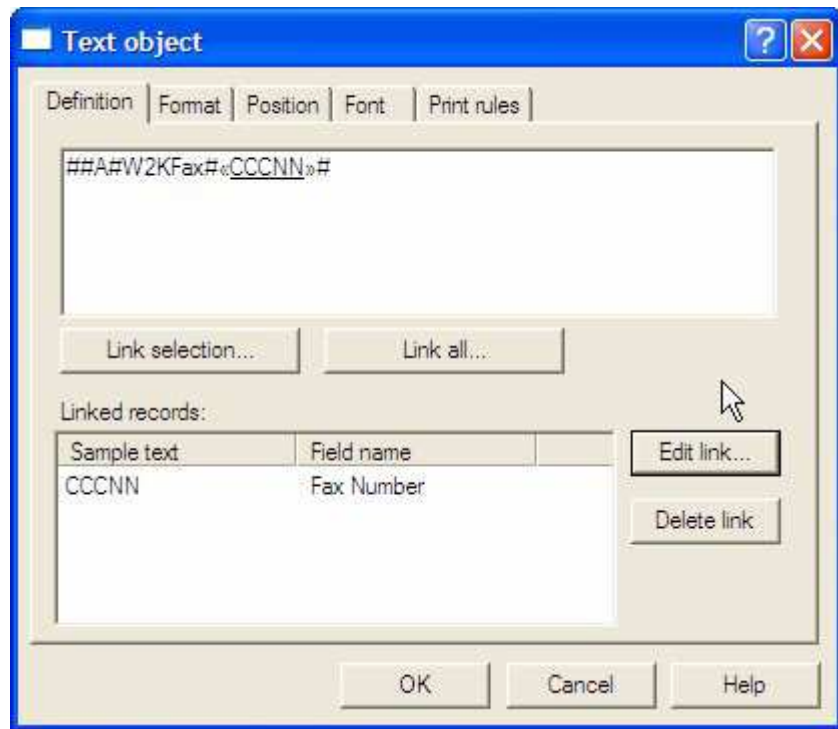 Text object
Definition Format Position Font Print rules
##A#W2KFax#«CCCNN»#
Link selection... Link all...
Linked records:
Sample text Field name
Edit link...
CCCNN Fax Number
Delete link
OK Cancel Help